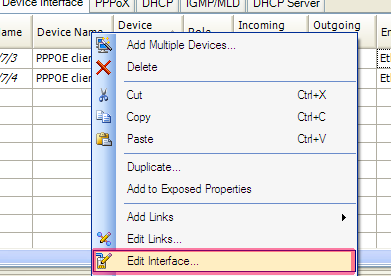 Device Interface PPPoX DHCP IGMP/MLD DHCP Server
Device Incoming Outgoing
ame Device Name Role
/7/3 PPPOE clien Et
/7/4 PPPOE clien Et
Add Multiple Devices...
Delete
Cut Ctrl+X
Copy Ctrl+C
Paste Ctrl+V
Duplicate...
Add to Exposed Properties
Add Links
Edit Links...
Edit Interface...